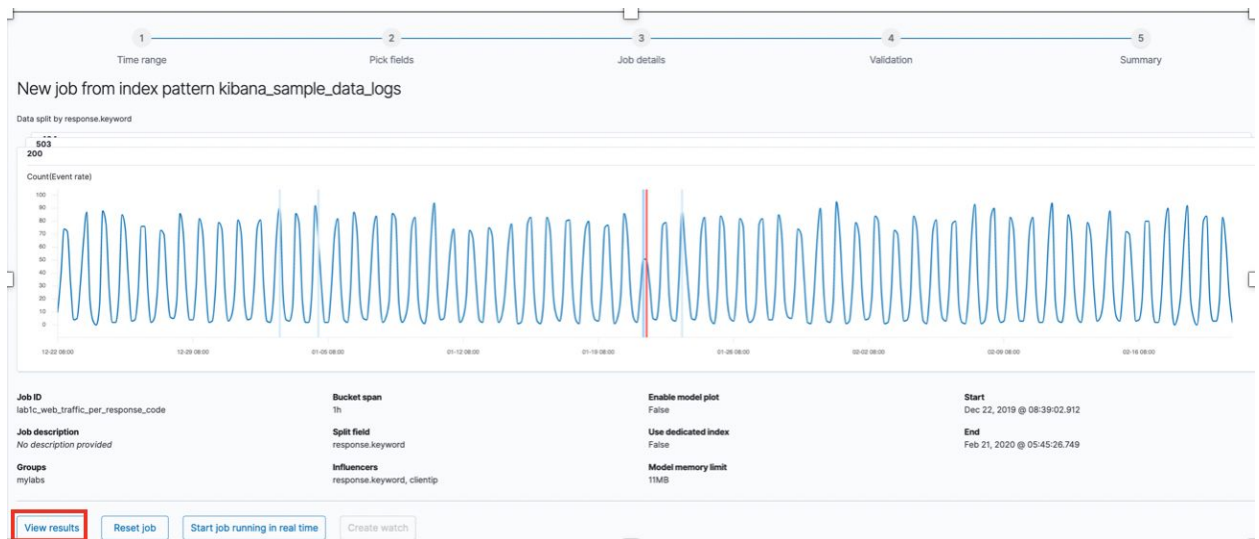 1 2 3 4 5
Time range Pick fields Job details Validation Summary
New job from index pattern kibana_sample_data_logs
Data split by response.keyword
503
200
Count(Event rate)
100
90
80
70
60
50
40
30
20
10
0
12-22 08:00 12-29 08:00 01-05 08:00 01-12 08:00 01-19 08:00 01-26 08:00 02-02 08:00 02-09 08:00 02-16 08:00
Job ID Bucket span Enable model plot Start
lab1c_web_traffic_per_response_code 1h False Dec 22, 2019 @ 08:39:02.912
Job description Split field Use dedicated index End
No description provided response.keyword False Feb 21, 2020 @ 05:45:26.749
Groups Influencers Model memory limit
mylabs response.keyword, clientip 11MB
View results Reset job Start job running in real time Create watch